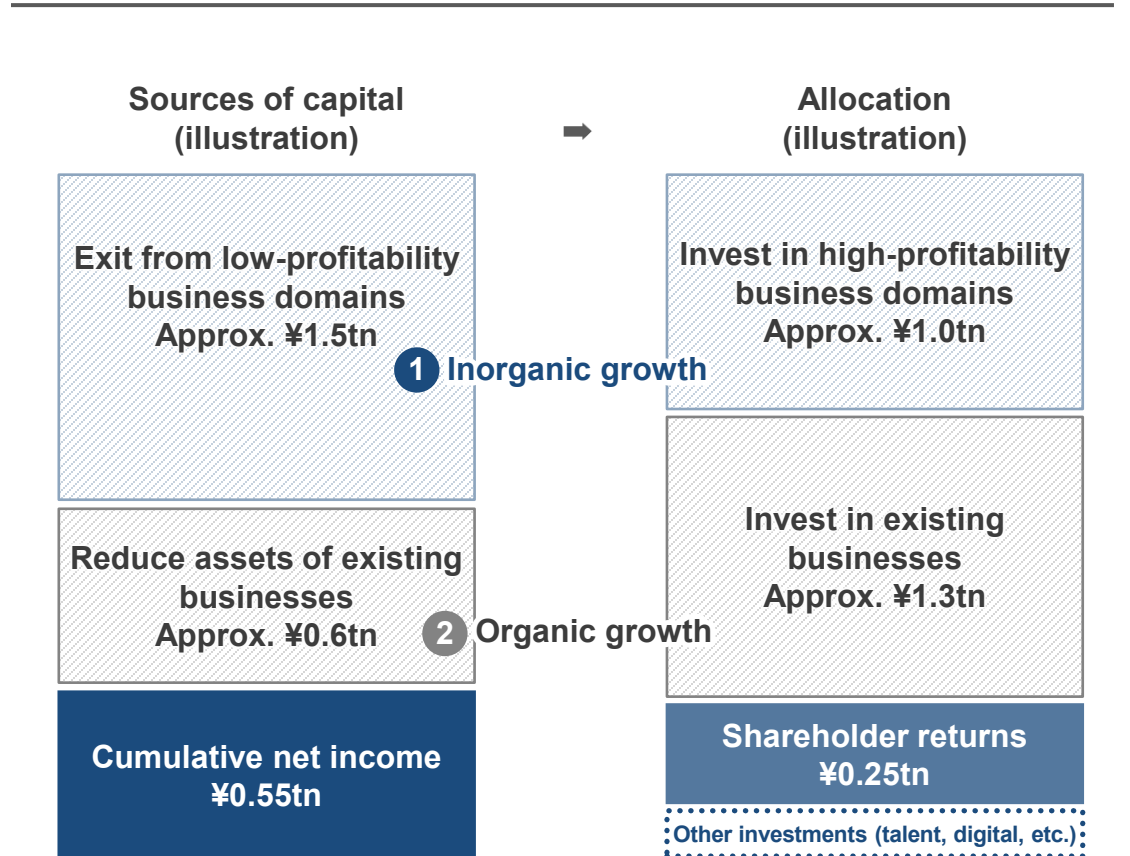 Sources of capital
(illustration)
➡
Allocation
(illustration)
Exit from low-profitability
business domains
Approx. ¥1.5tn
Invest in high-profitability
business domains
Approx. ¥1.0tn
1 Inorganic growth
Reduce assets of existing
businesses
Approx. ¥0.6tn
Invest in existing
businesses
Approx. ¥1.3tn
2 Organic growth
Cumulative net income
¥0.55tn
Shareholder returns
¥0.25tn
Other investments (talent, digital, etc.)